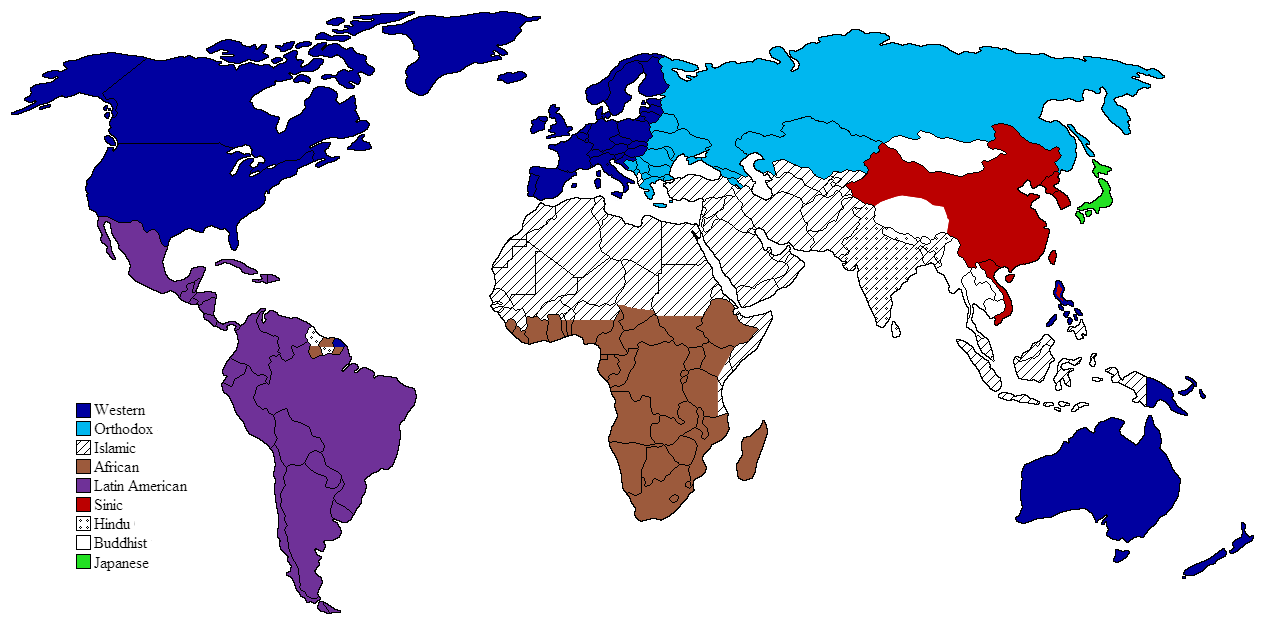 Western
Orthodox
Islamic
African
Latin American
Sinic
Hindu
Buddhist
Japanese